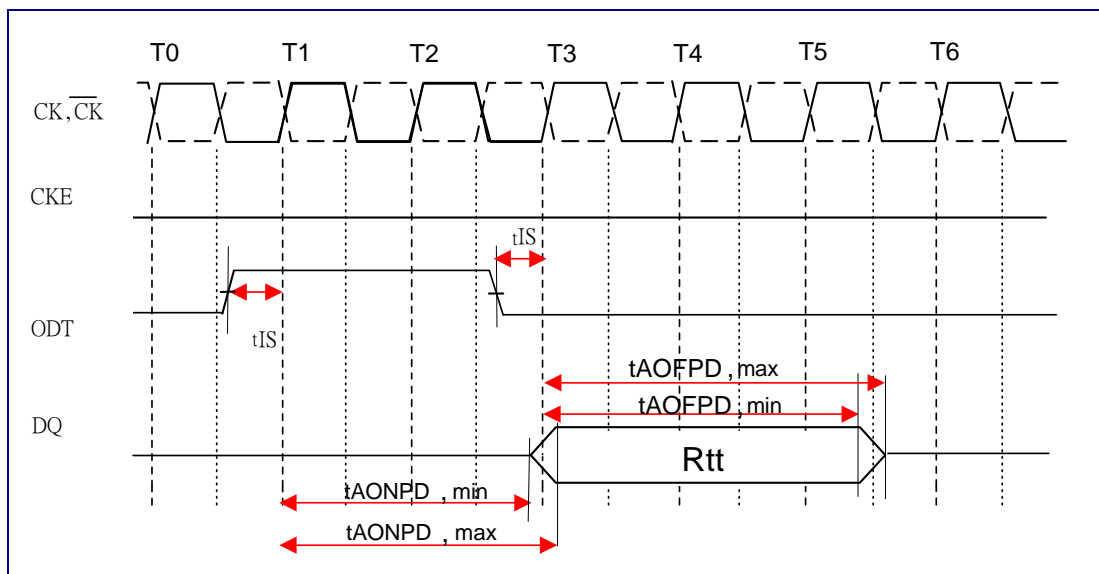 T0 T1 T2 T3 T4 T5 T6
CK, C̅K̅
CKE
tIS
tIS
ODT
tAOFPD , max
tAOFPD , min
DQ
Rtt
tAONPD , min
tAONPD , max